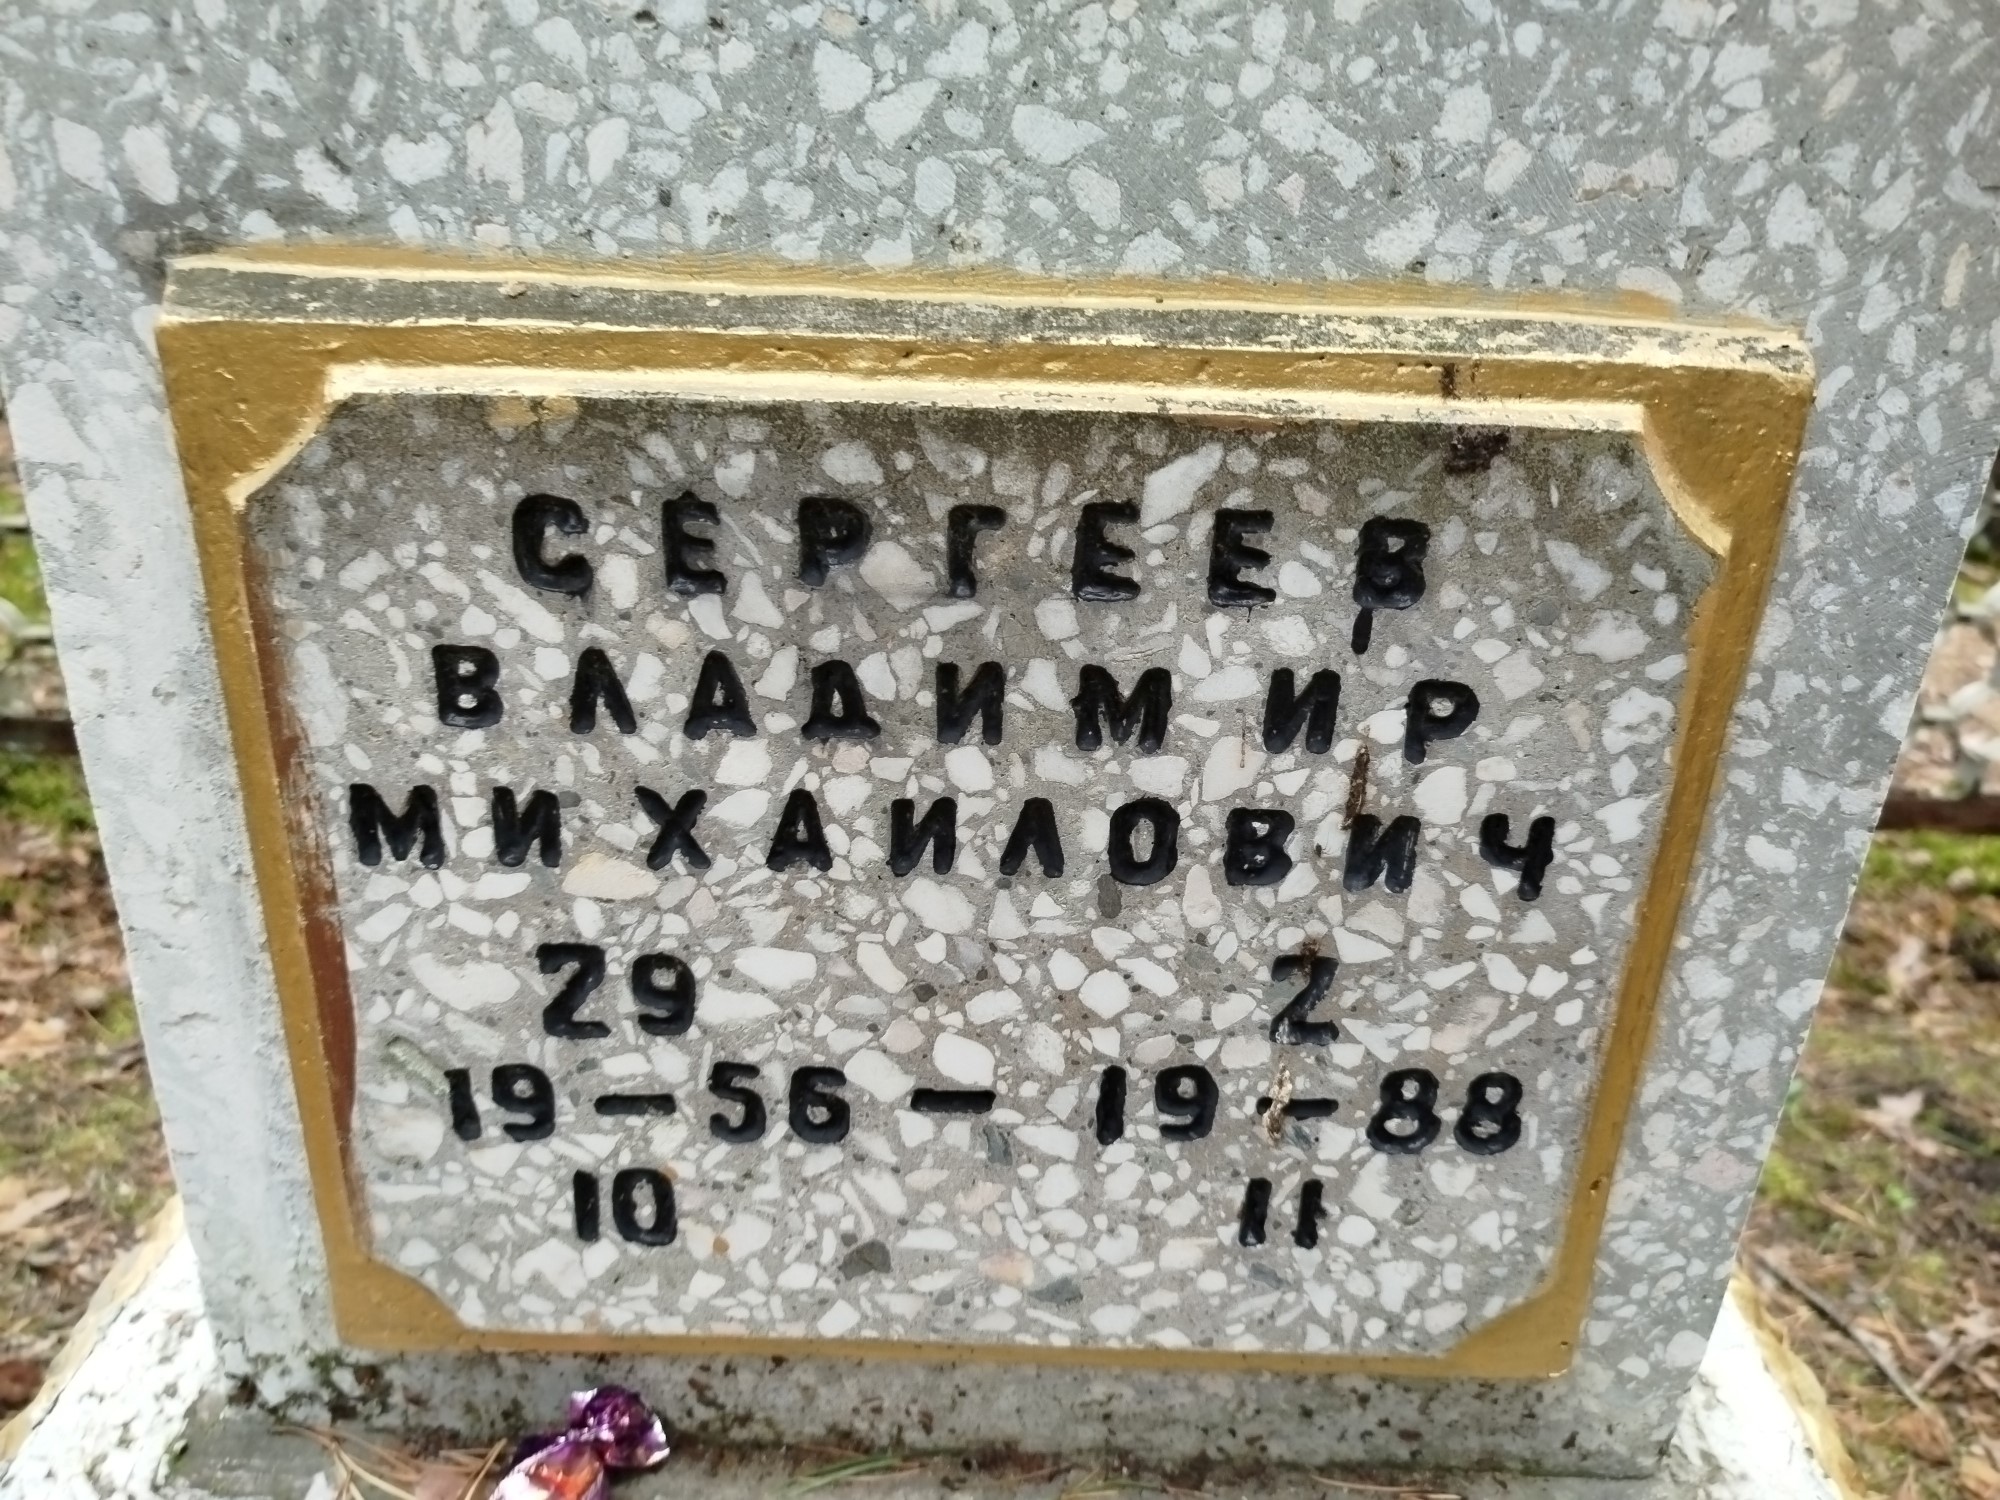 СЕРГЕЕВ
ВЛАДИМИР
МИХАИЛОВИЧ
29 2
19 — 56 — 19 — 88
10 11